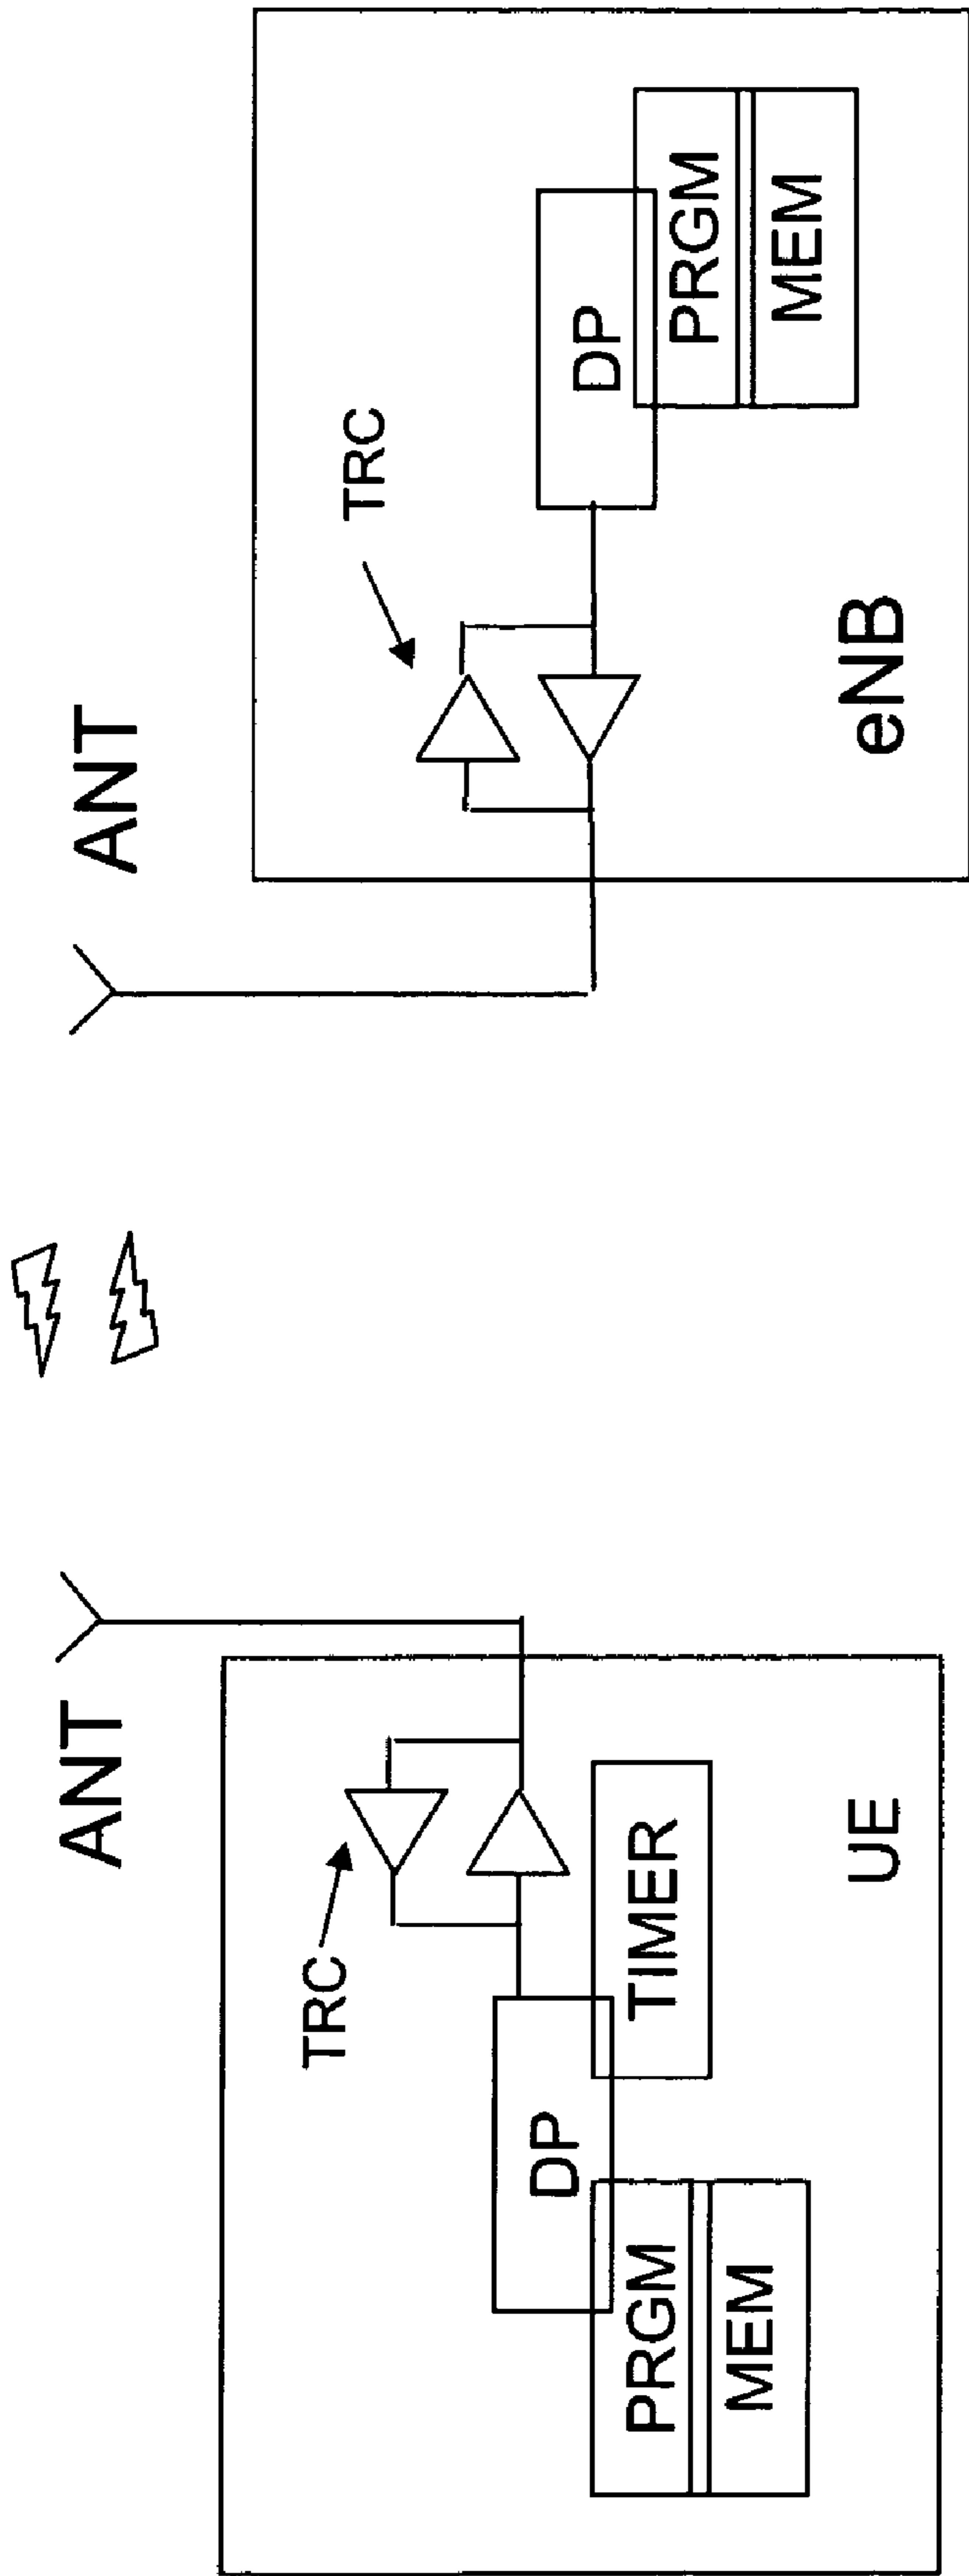 ANT
TRC
DP
TIMER
PRGM
MEM
UE
ANT
TRC
DP
PRGM
MEM
eNB